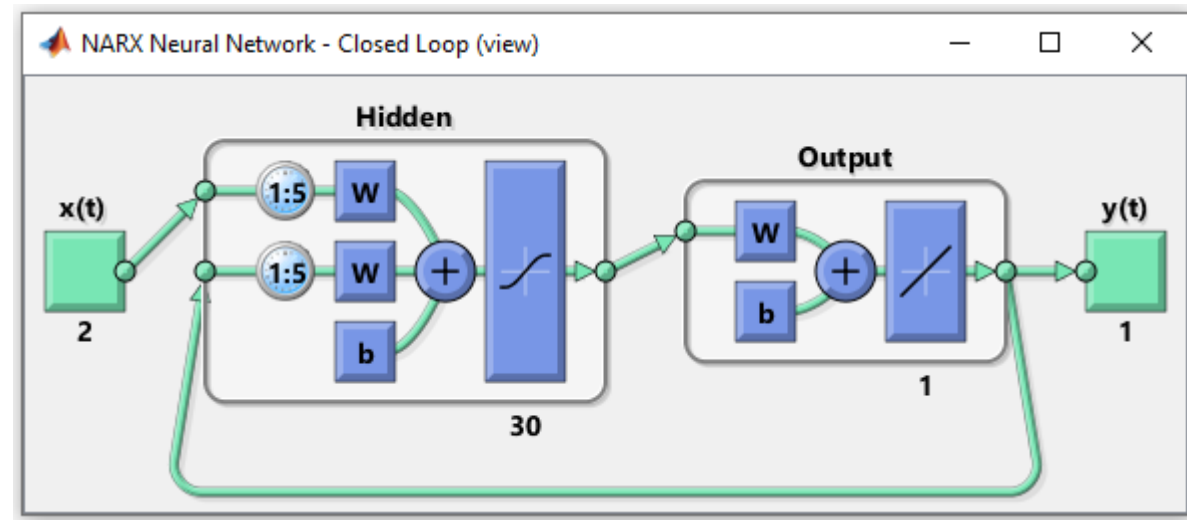 NARX Neural Network - Closed Loop (view)
Hidden
Output
x(t)
y(t)
1:5
W
W
1:5
W
+
+
b
b
2
1
1
30